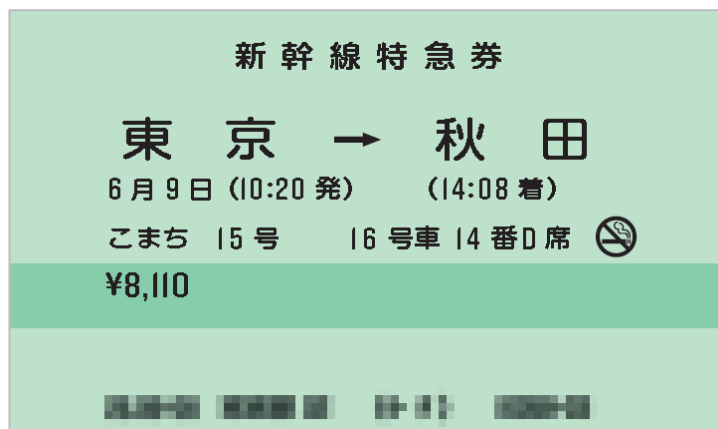 新幹線特急券
東京 → 秋田
6月9日 (10:20発) (14:08着)
こまち 15号 16号車 14番D席
¥8,110